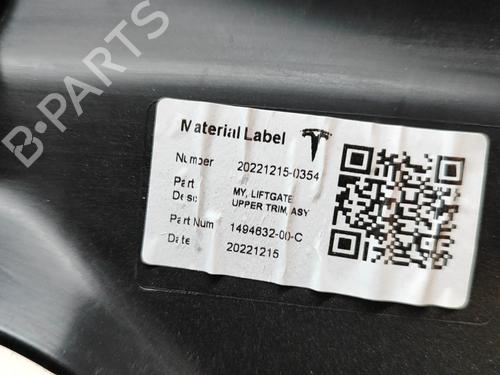 B-PARTS
Material Label
Number 20221215-0354
Part Desc MY, LIFTGATE
UPPER TRIM, ASY
Part Num 1494632-00-C
Date 20221215